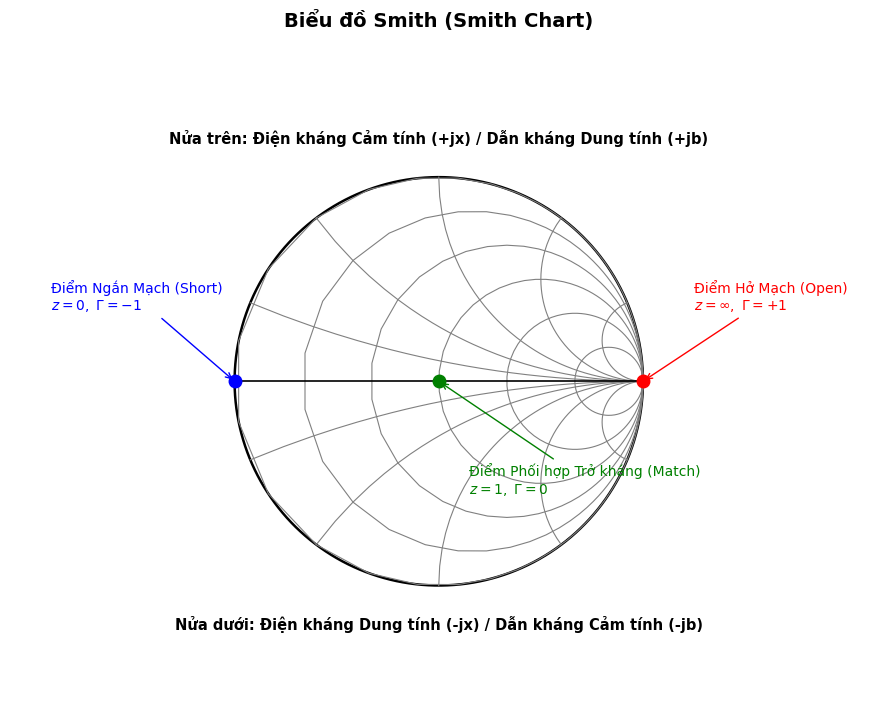 Biểu đồ Smith (Smith Chart)
Nửa trên: Điện kháng Cảm tính (+jx) / Dẫn kháng Dung tính (+jb)
Điểm Ngắn Mạch (Short)
z = 0, Γ = −1
Điểm Hở Mạch (Open)
z = ∞, Γ = +1
Điểm Phối hợp Trở kháng (Match)
z = 1, Γ = 0
Nửa dưới: Điện kháng Dung tính (-jx) / Dẫn kháng Cảm tính (-jb)